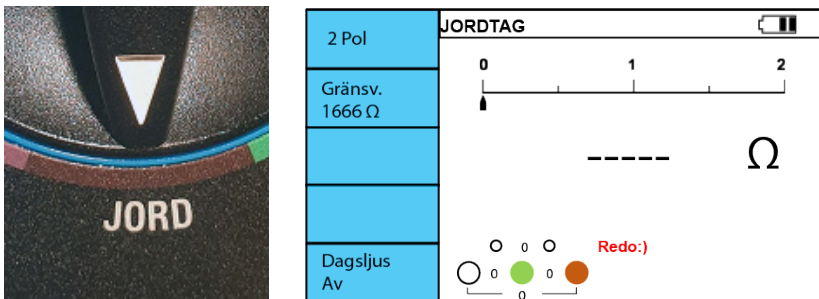 JORD
2 Pol
Gränsv.
1666 Ω
Dagsljus
Av
JORDTAG
0 1 2
----- Ω
0 Redo:)
0 0
0